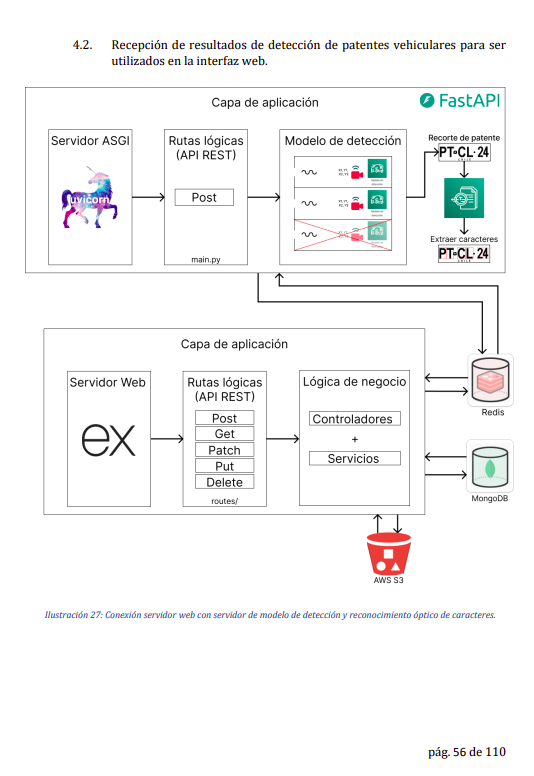 4.2. Recepción de resultados de detección de patentes vehiculares para ser
utilizados en la interfaz web.
Capa de aplicación
FastAPI
Servidor ASGI
uvicorn
Rutas lógicas
(API REST)
Post
main.py
Modelo de detección
Recorte de patente
PT CL 24
CHILE
Extraer caracteres
PT CL 24
CHILE
Capa de aplicación
Servidor Web
ex
Rutas lógicas
(API REST)
Post
Get
Patch
Put
Delete
routes/
Lógica de negocio
Controladores
+
Servicios
Redis
MongoDB
AWS S3
Ilustración 27: Conexión servidor web con servidor de modelo de detección y reconocimiento óptico de caracteres.
pág. 56 de 110